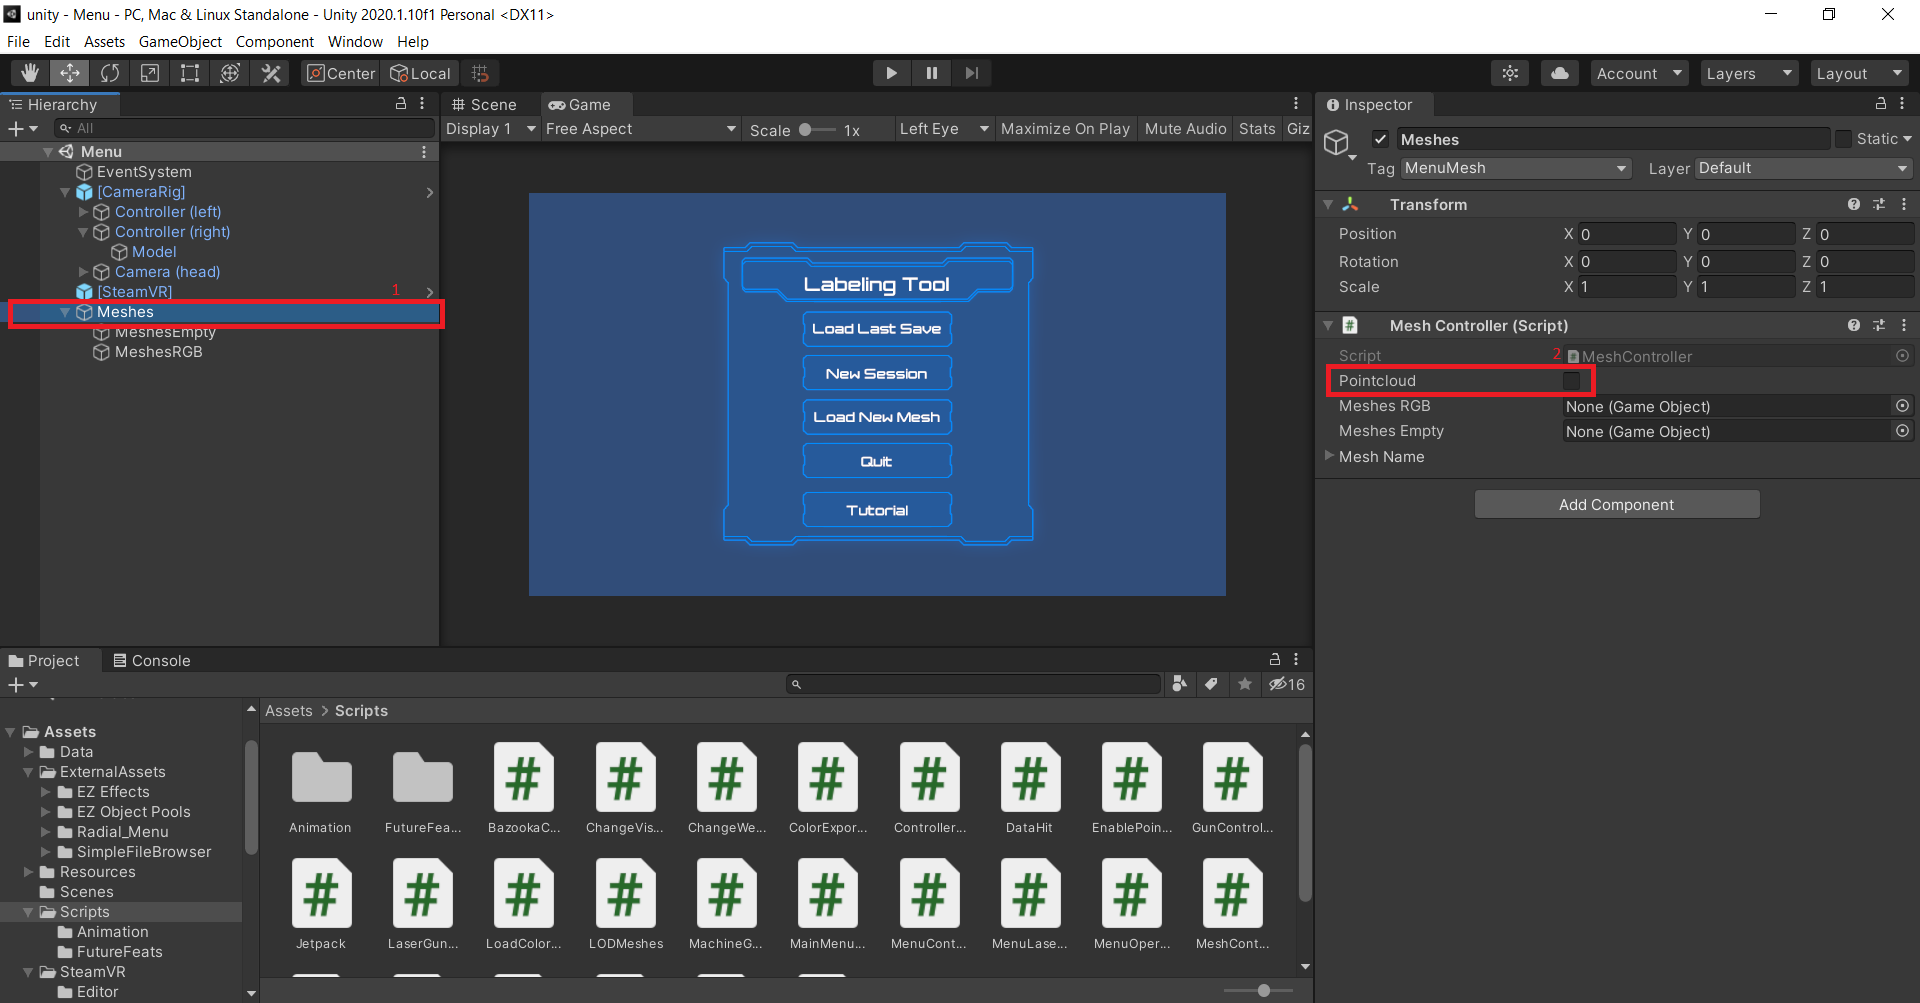 unity - Menu - PC, Mac & Linux Standalone - Unity 2020.1.10f1 Personal <DX11>
File Edit Assets GameObject Component Window Help
Center Local Account Layers Layout
Hierarchy
All
Menu
EventSystem
[CameraRig]
Controller (left)
Controller (right)
Model
Camera (head)
[SteamVR] 1
Meshes
MeshesEmpty
MeshesRGB
Scene Game
Display 1 Free Aspect Scale 1x Left Eye Maximize On Play Mute Audio Stats Giz
Labeling Tool
Load Last Save
New Session
Load New Mesh
Quit
Tutorial
Inspector
Meshes Static
Tag MenuMesh Layer Default
Transform
Position X 0 Y 0 Z 0
Rotation X 0 Y 0 Z 0
Scale X 1 Y 1 Z 1
# Mesh Controller (Script)
Script 2 # MeshController
Pointcloud
Meshes RGB None (Game Object)
Meshes Empty None (Game Object)
Mesh Name
Add Component
Project Console
16
Assets
Data
ExternalAssets
EZ Effects
EZ Object Pools
Radial_Menu
SimpleFileBrowser
Resources
Scenes
Scripts
Animation
FutureFeats
SteamVR
Editor
Assets > Scripts
# # # # # # # #
Animation FutureFea... BazookaC... ChangeVis... ChangeWe... ColorExpor... Controller... DataHit EnablePoin... GunControl...
# # # # # # # # # #
Jetpack LaserGun... LoadColor... LODMeshes MachineG... MainMenu... MenuCont... MenuLase... MenuOper... MeshCont...